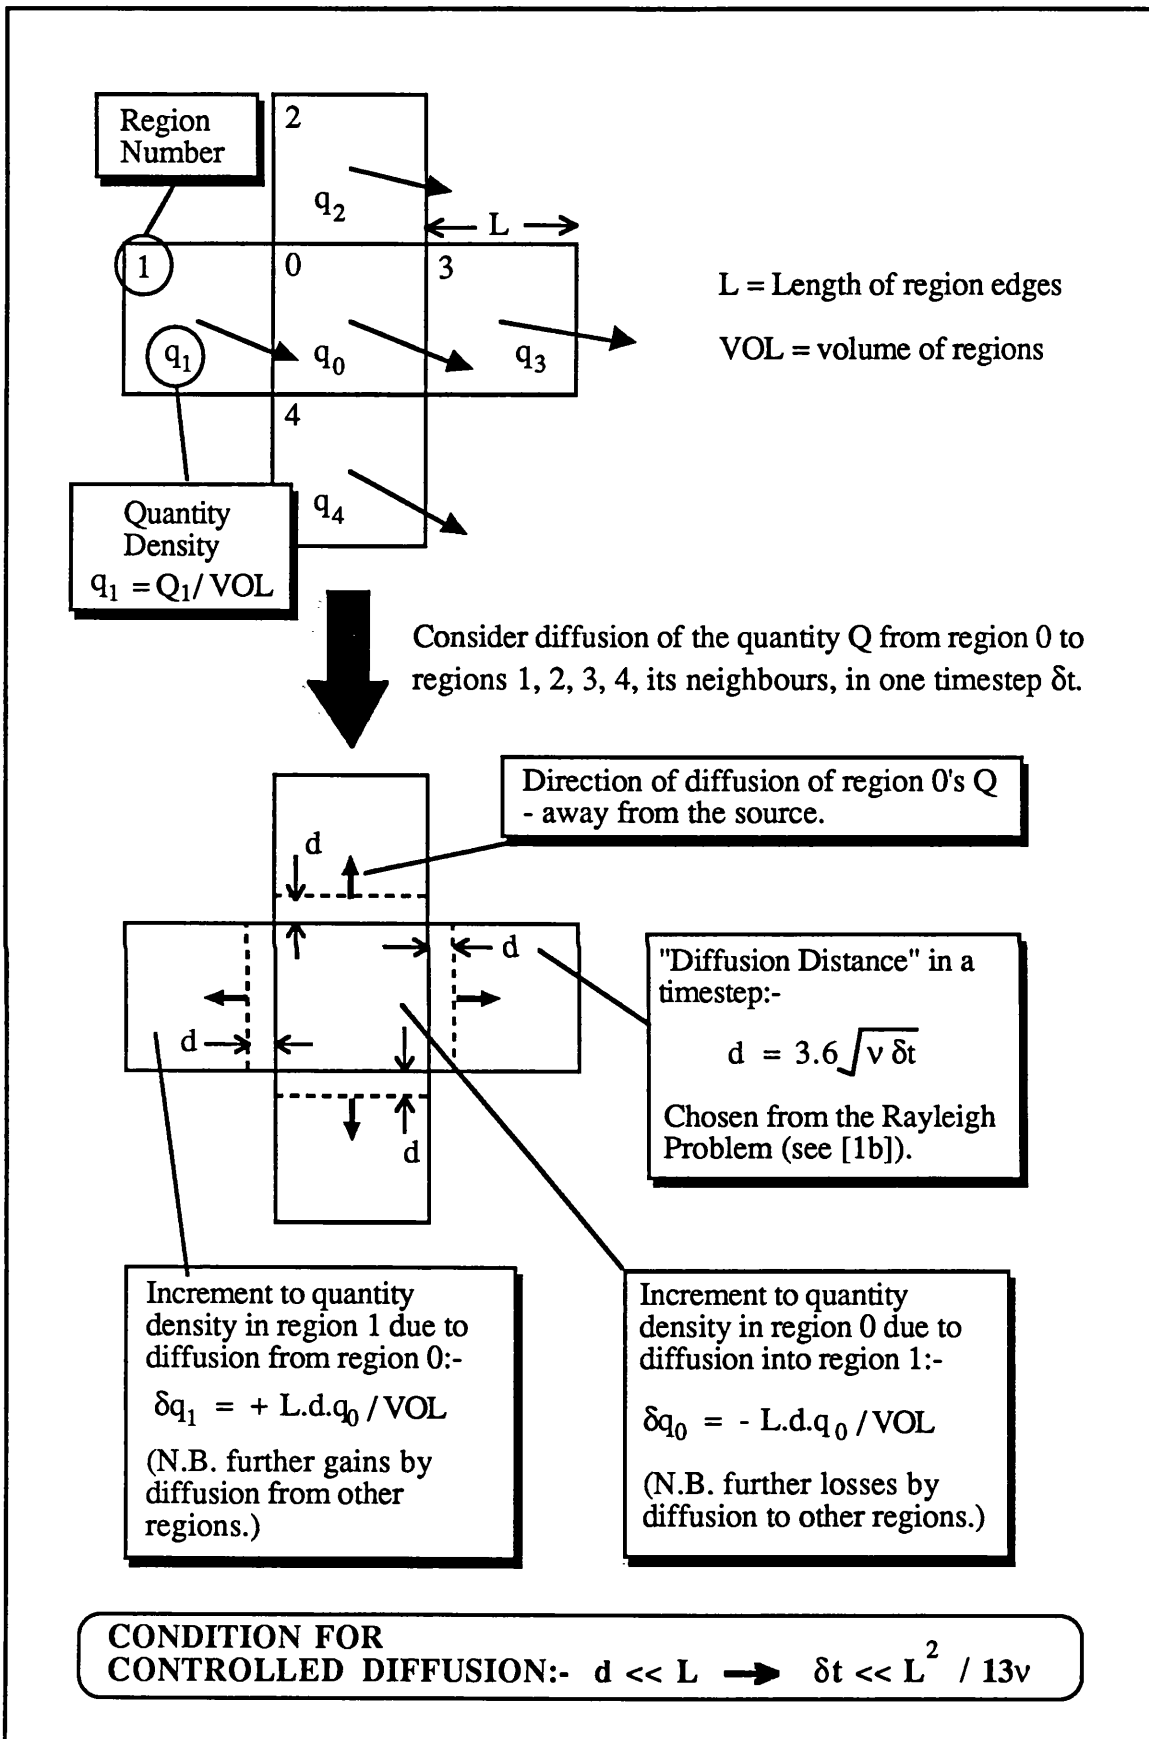 Region
Number
2
q₂
L
1
0
3
L = Length of region edges
q₁
q₀
q₃
VOL = volume of regions
4
q₄
Quantity
Density
q₁ = Q₁/ VOL
Consider diffusion of the quantity Q from region 0 to
regions 1, 2, 3, 4, its neighbours, in one timestep δt.
Direction of diffusion of region 0's Q
- away from the source.
d
d
"Diffusion Distance" in a
timestep:-
d = 3.6 √ν δt
Chosen from the Rayleigh
Problem (see [1b]).
d
d
Increment to quantity
density in region 1 due to
diffusion from region 0:-
δq₁ = + L.d.q₀ / VOL
(N.B. further gains by
diffusion from other
regions.)
Increment to quantity
density in region 0 due to
diffusion into region 1:-
δq₀ = - L.d.q₀ / VOL
(N.B. further losses by
diffusion to other regions.)
CONDITION FOR
CONTROLLED DIFFUSION:- d << L → δt << L² / 13ν